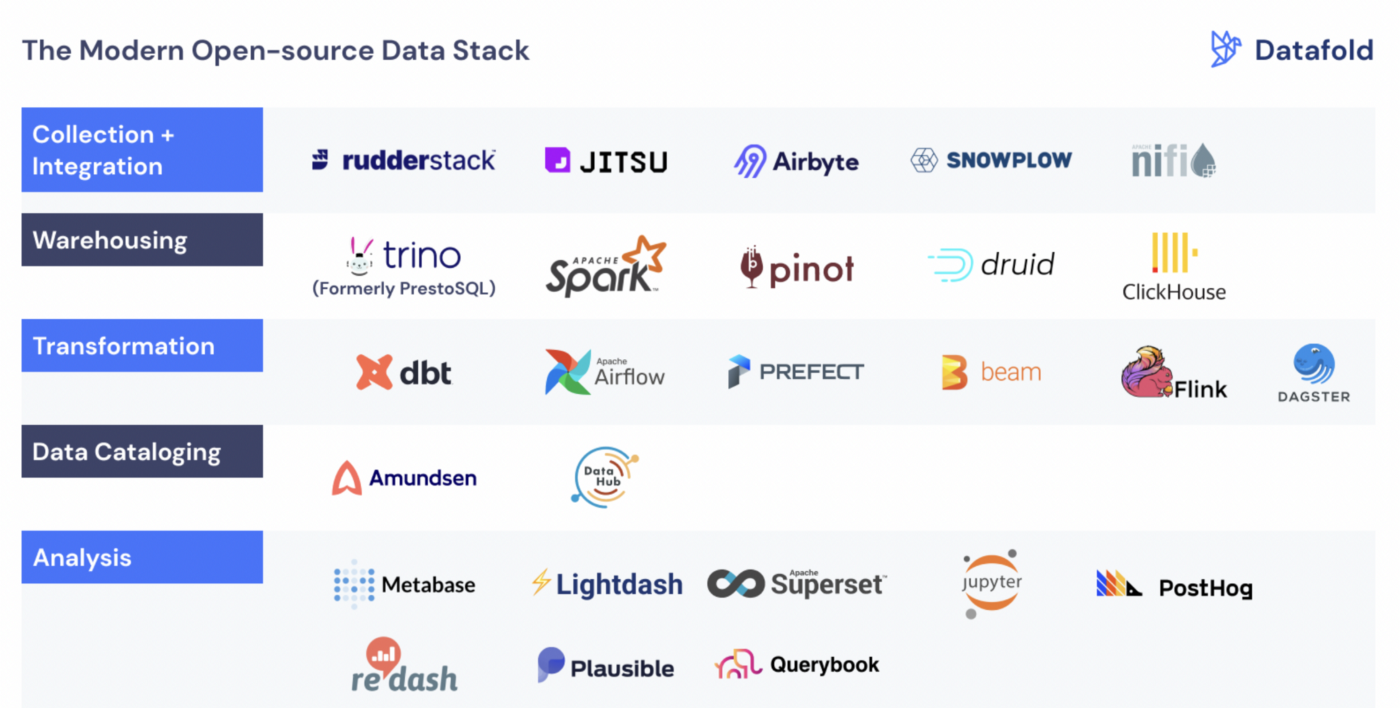 The Modern Open-source Data Stack
Datafold
Collection +
Integration
rudderstack
JITSU
Airbyte
SNOWPLOW
APACHE
nifi
Warehousing
trino
(Formerly PrestoSQL)
APACHE
Spark™
pinot
druid
ClickHouse
Transformation
dbt
Apache
Airflow
PREFECT
beam
Flink
DAGSTER
Data Cataloging
Amundsen
Data
Hub
Analysis
Metabase
Lightdash
Apache
Superset™
jupyter
PostHog
redash
Plausible
Querybook